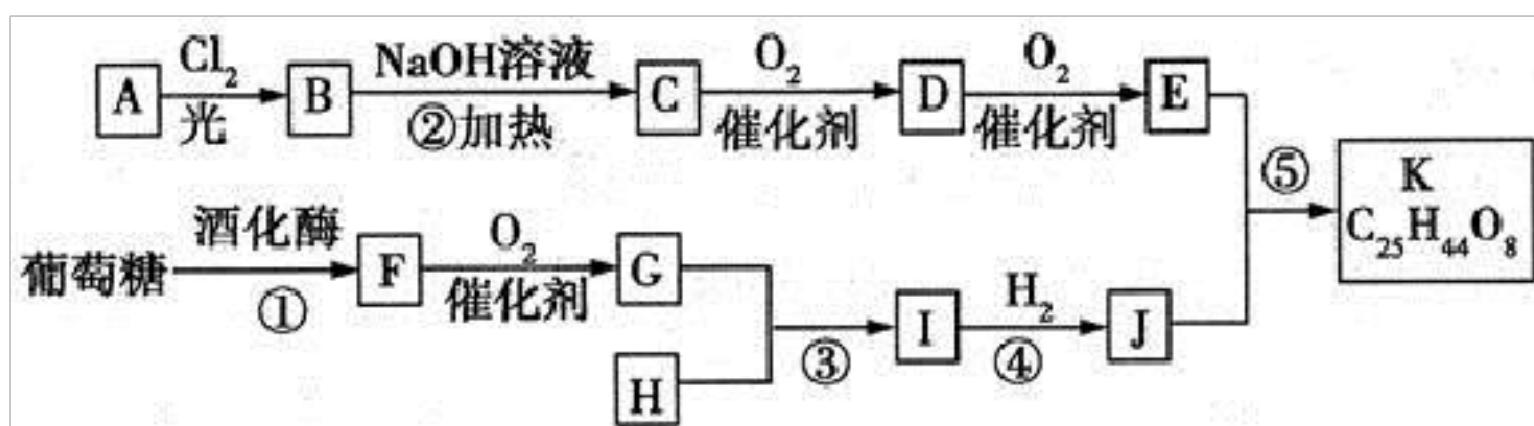 A Cl₂ 光 B NaOH溶液 ②加热 C O₂ 催化剂 D O₂ 催化剂 E
⑤ K C₂₅H₄₄O₈
葡萄糖 酒化酶 ① F O₂ 催化剂 G
H ③ I H₂ ④ J